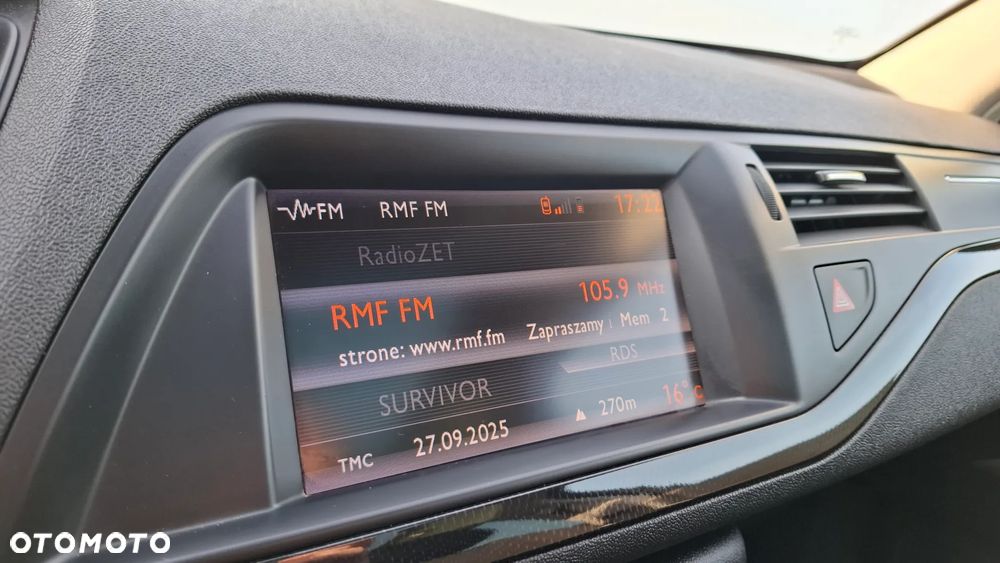 FM RMF FM 17:22
RadioZET
RMF FM 105.9 MHz
strone: www.rmf.fm Zapraszamy i Mem 2
RDS
SURVIVOR
TMC 27.09.2025 270m 16°C
OTOMOTO